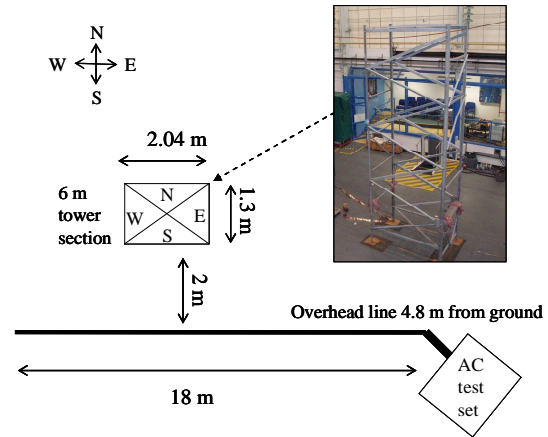 N
W E
S
2.04 m
6 m
tower
section
N
W E
S
1.3 m
2 m
Overhead line 4.8 m from ground
18 m
AC
test
set